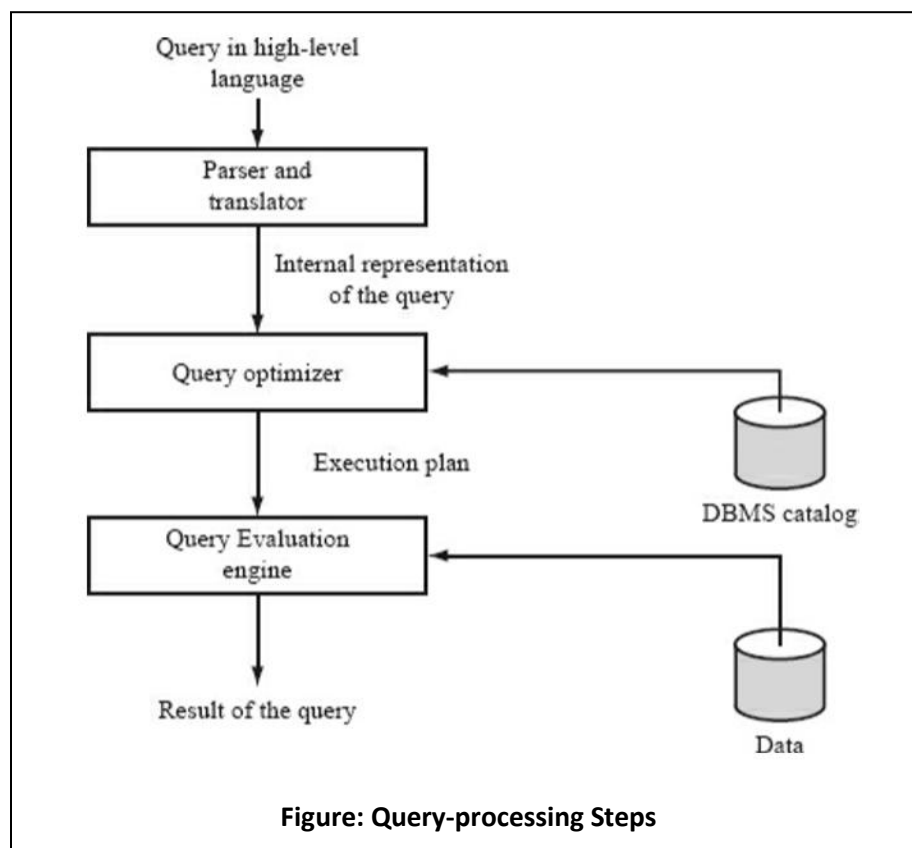 Query in high-level
language
Parser and
translator
Internal representation
of the query
Query optimizer
Execution plan
DBMS catalog
Query Evaluation
engine
Result of the query
Data
Figure: Query-processing Steps